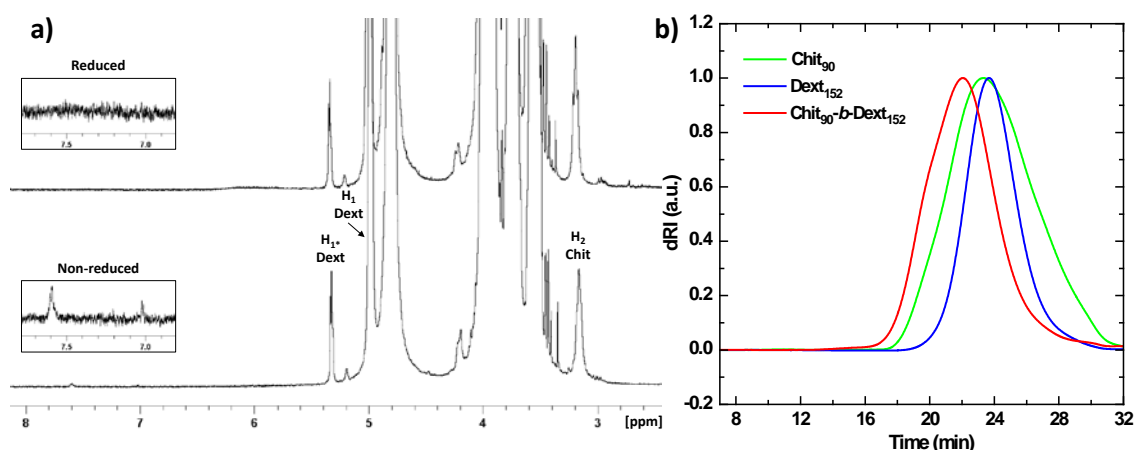 a)
Reduced
7.5 7.0
H1 Dext
H1* Dext
H2 Chit
Non-reduced
7.5 7.0
8 7 6 5 4 3 [ppm]
b)
1.2
1.0
0.8
0.6
0.4
0.2
0.0
-0.2
dRI (a.u.)
Chit90
Dext152
Chit90-b-Dext152
8 12 16 20 24 28 32
Time (min)